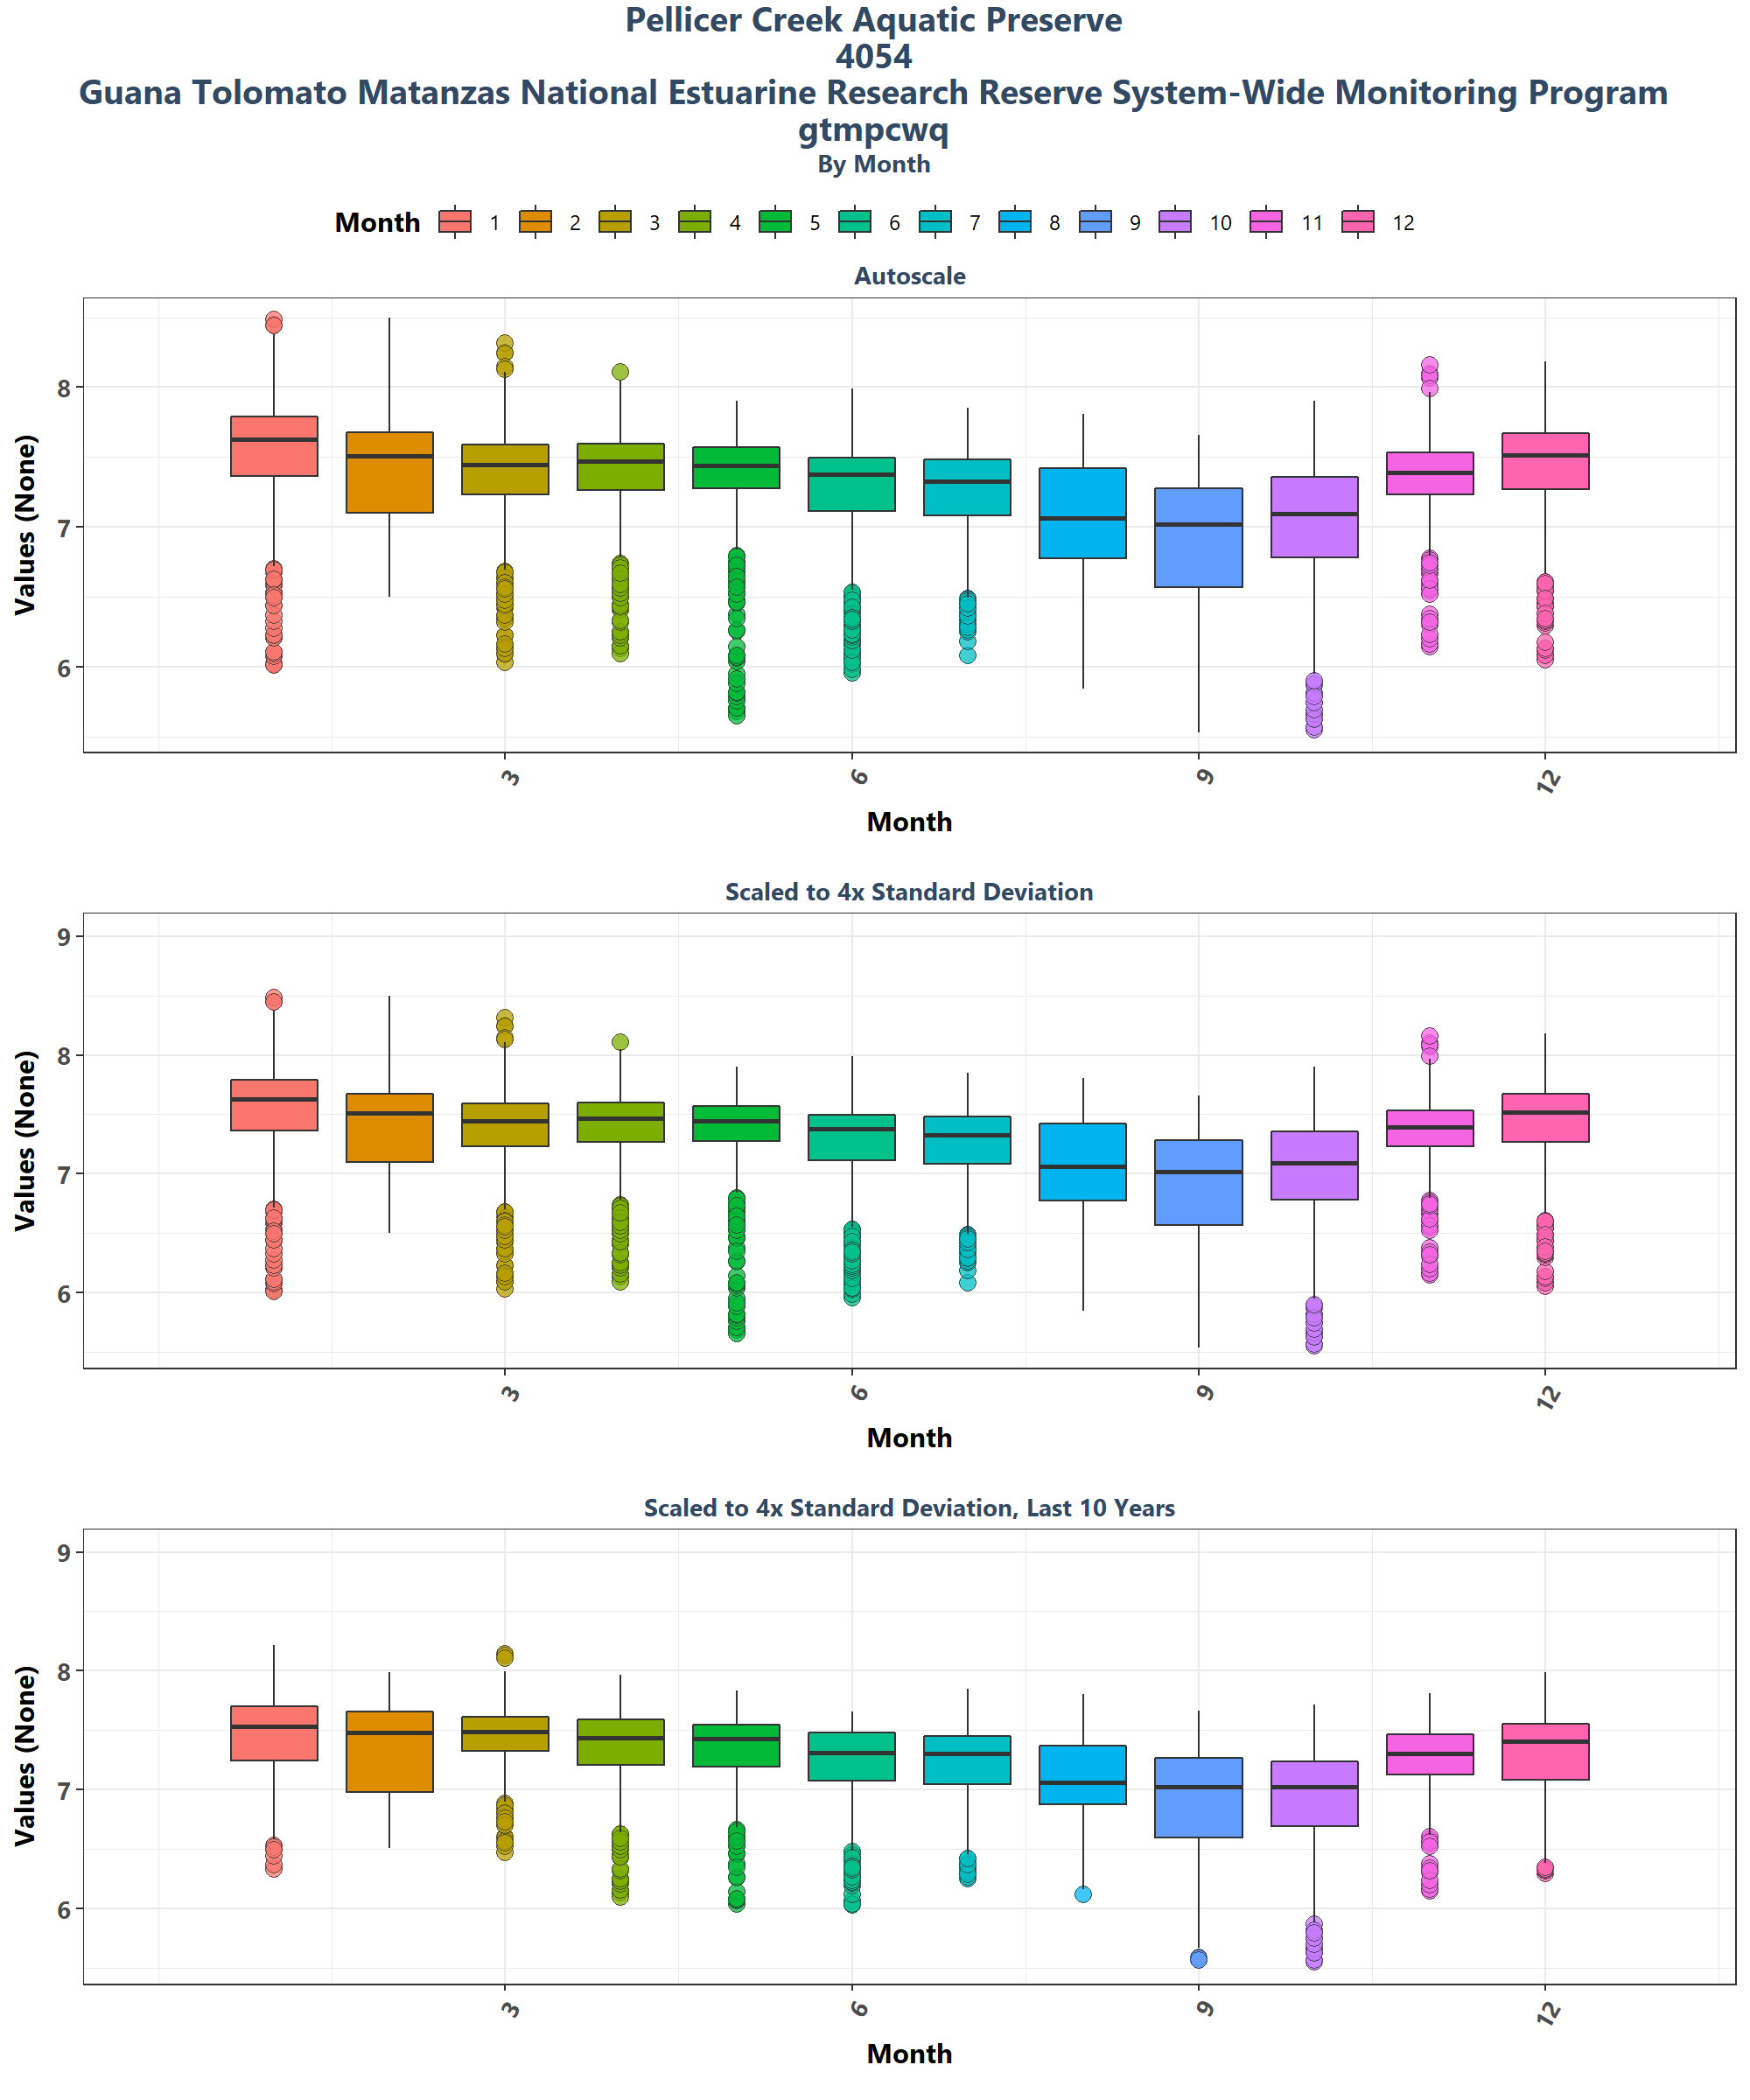 Pellicer Creek Aquatic Preserve
4054
Guana Tolomato Matanzas National Estuarine Research Reserve System-Wide Monitoring Program
gtmpcwq
By Month
Month 1 2 3 4 5 6 7 8 9 10 11 12
Autoscale
Values (None)
8
7
6
3 6 9 12
Month
Scaled to 4x Standard Deviation
Values (None)
9
8
7
6
3 6 9 12
Month
Scaled to 4x Standard Deviation, Last 10 Years
Values (None)
9
8
7
6
3 6 9 12
Month